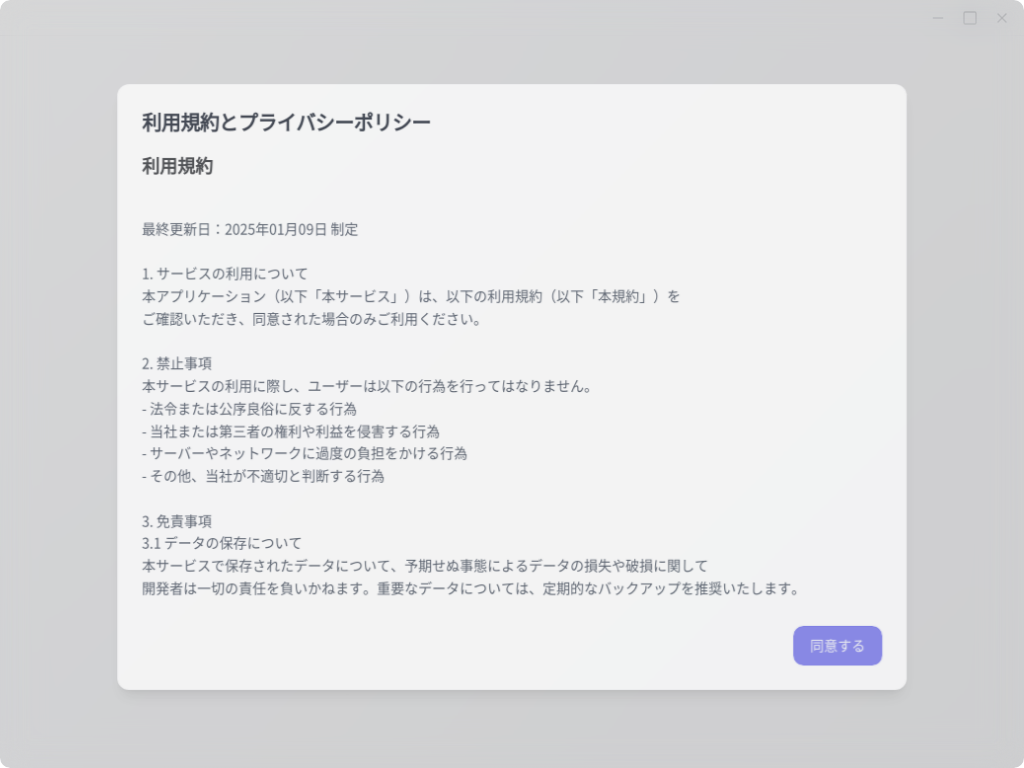 利用規約とプライバシーポリシー
利用規約
最終更新日：2025年01月09日 制定
1. サービスの利用について
本アプリケーション（以下「本サービス」）は、以下の利用規約（以下「本規約」）を
ご確認いただき、同意された場合のみご利用ください。
2. 禁止事項
本サービスの利用に際し、ユーザーは以下の行為を行ってはなりません。
- 法令または公序良俗に反する行為
- 当社または第三者の権利や利益を侵害する行為
- サーバーやネットワークに過度の負担をかける行為
- その他、当社が不適切と判断する行為
3. 免責事項
3.1 データの保存について
本サービスで保存されたデータについて、予期せぬ事態によるデータの損失や破損に関して
開発者は一切の責任を負いかねます。重要なデータについては、定期的なバックアップを推奨いたします。
同意する